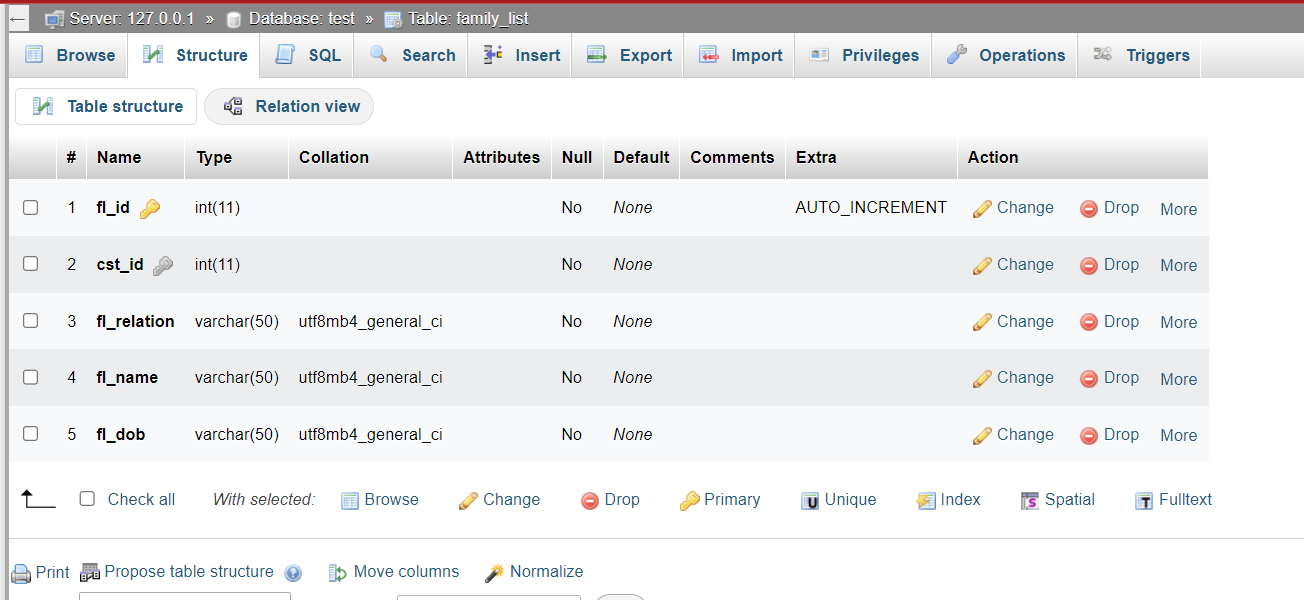 ← Server: 127.0.0.1 » Database: test » Table: family_list
Browse Structure SQL Search Insert Export Import Privileges Operations Triggers
Table structure Relation view
# Name Type Collation Attributes Null Default Comments Extra Action
1 fl_id int(11) No None AUTO_INCREMENT Change Drop More
2 cst_id int(11) No None Change Drop More
3 fl_relation varchar(50) utf8mb4_general_ci No None Change Drop More
4 fl_name varchar(50) utf8mb4_general_ci No None Change Drop More
5 fl_dob varchar(50) utf8mb4_general_ci No None Change Drop More
Check all With selected: Browse Change Drop Primary U Unique Index S Spatial T Fulltext
Print Propose table structure ? Move columns Normalize